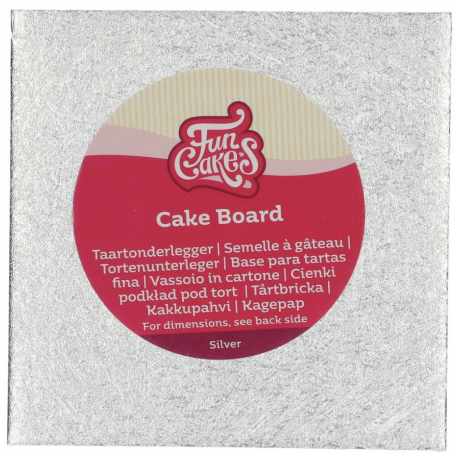 Fun
Cakes
Cake Board
Taartonderlegger | Semelle à gâteau |
Tortenunterleger | Base para tartas
fina | Vassoio in cartone | Cienki
podkład pod tort | Tårtbricka |
Kakkupahvi | Kagepap
For dimensions, see back side
Silver